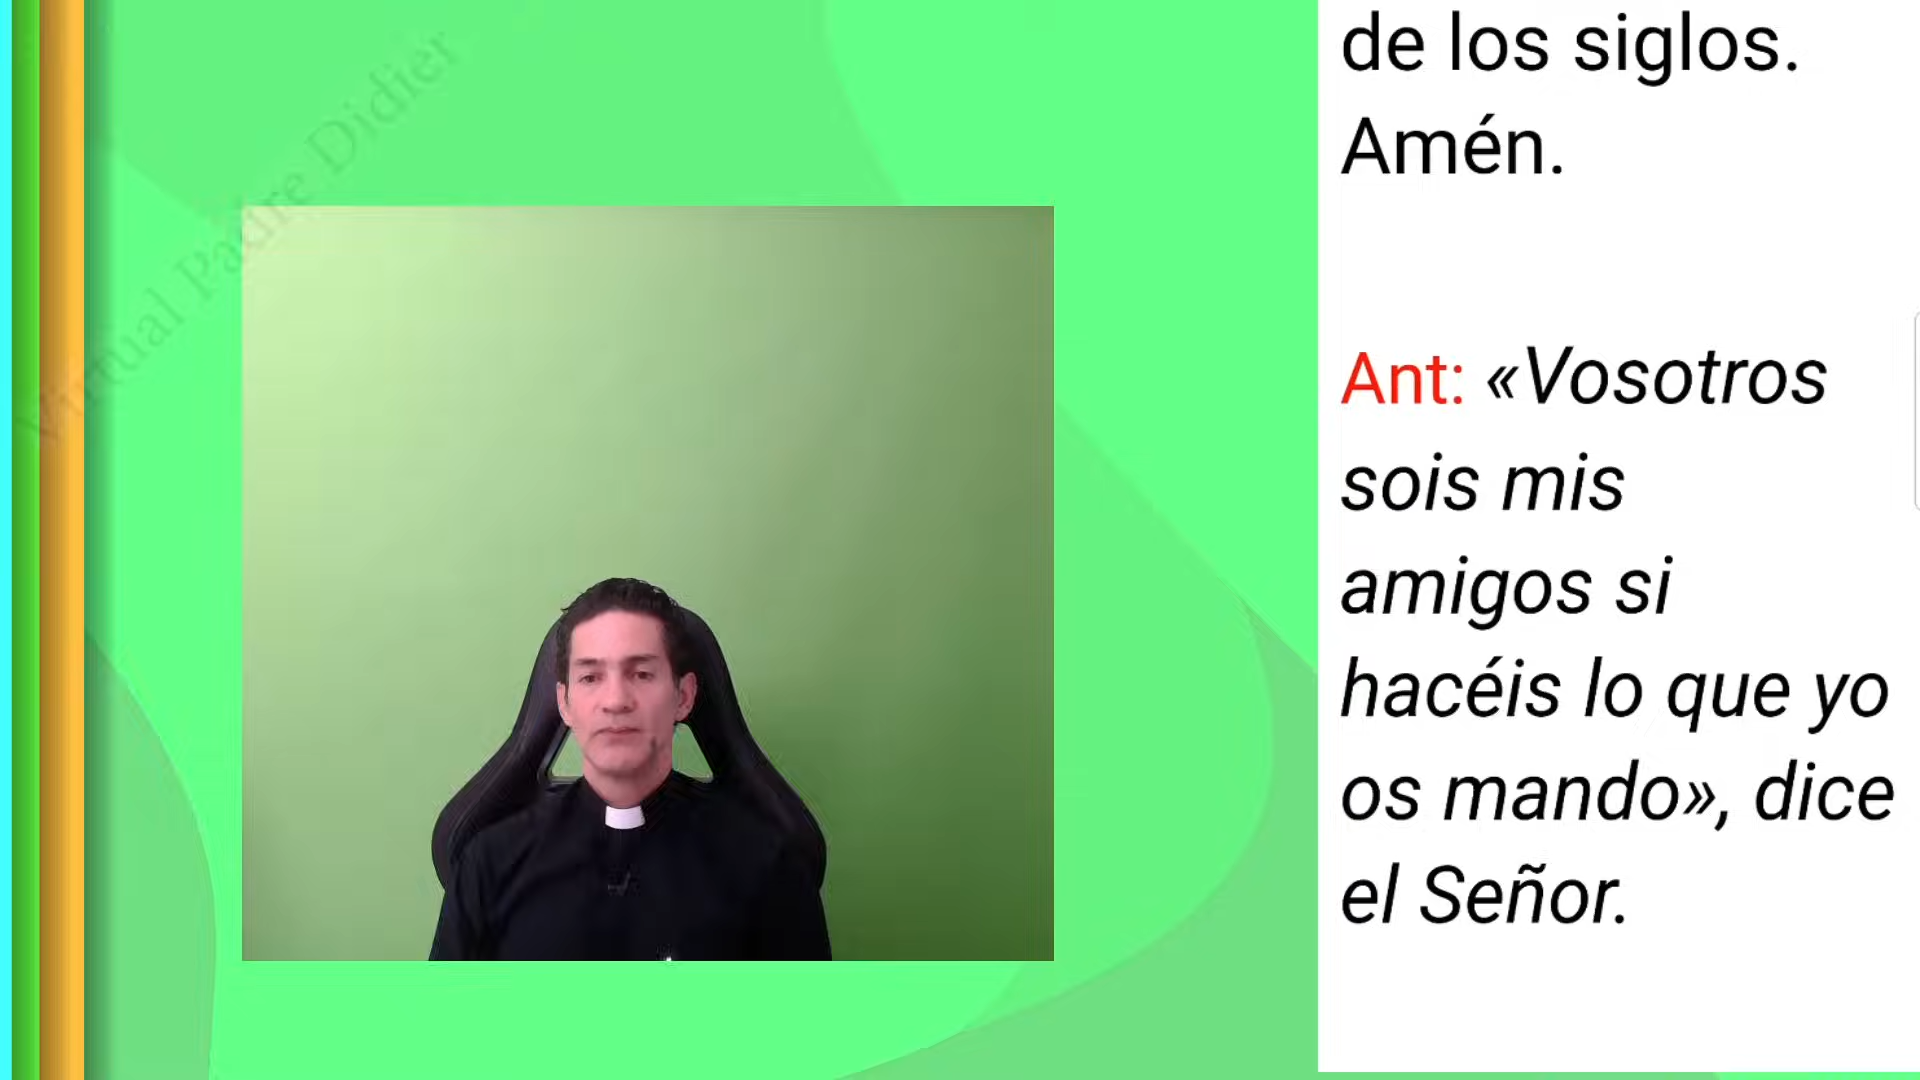 Virtual Padre Didier
de los siglos.
Amén.
Ant: «Vosotros
sois mis
amigos si
hacéis lo que yo
os mando», dice
el Señor.